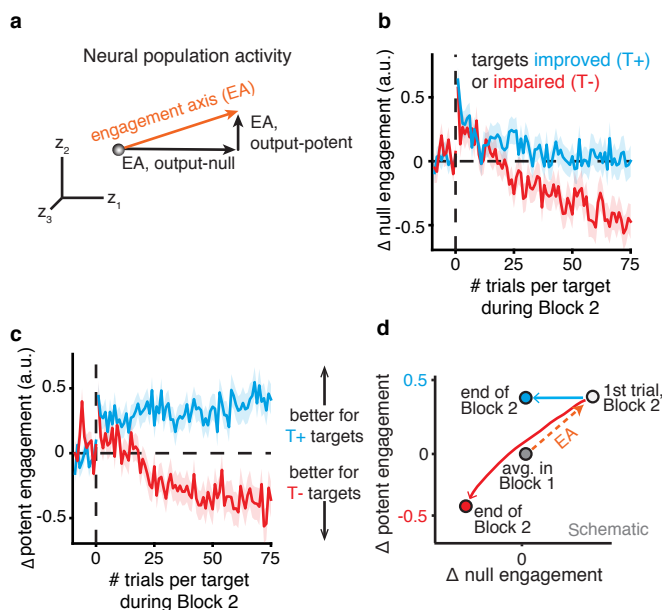 a
Neural population activity
engagement axis (EA)
EA,
output-potent
EA, output-null
z2
z1
z3
b
targets improved (T+)
or impaired (T-)
Δ null engagement (a.u.)
0.5
0
-0.5
0
25
50
75
# trials per target
during Block 2
c
Δ potent engagement (a.u.)
0.5
0
-0.5
0
25
50
75
# trials per target
during Block 2
better for
T+ targets
better for
T- targets
d
Δ potent engagement
0.5
0
-0.5
end of
Block 2
1st trial,
Block 2
EA
avg. in
Block 1
end of
Block 2
Schematic
0
Δ null engagement